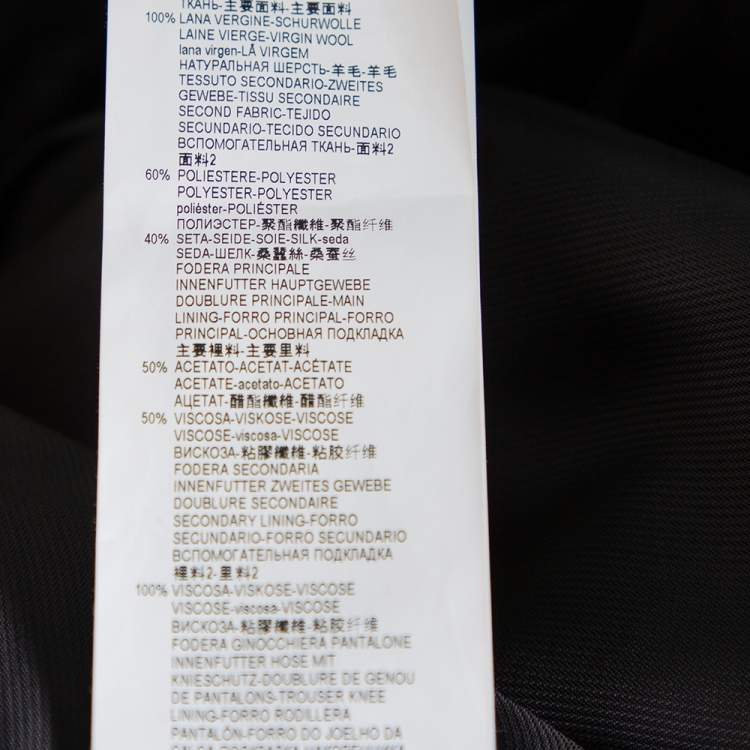 ТКАНЬ-主要面料-主要面料
100% LANA VERGINE-SCHURWOLLE
LAINE VIERGE-VIRGIN WOOL
lana virgen-LÃ VIRGEM
НАТУРАЛЬНАЯ ШЕРСТЬ-羊毛-羊毛
TESSUTO SECONDARIO-ZWEITES
GEWEBE-TISSU SECONDAIRE
SECOND FABRIC-TEJIDO
SECUNDARIO-TECIDO SECUNDARIO
ВСПОМОГАТЕЛЬНАЯ ТКАНЬ-面料2
面料2
60% POLIESTERE-POLYESTER
POLYESTER-POLYESTER
poliéster-POLIÉSTER
ПОЛИЭСТЕР-聚酯纖維-聚酯纤维
40% SETA-SEIDE-SOIE-SILK-seda
SEDA-ШЕЛК-桑蠶絲-桑蚕丝
FODERA PRINCIPALE
INNENFUTTER HAUPTGEWEBE
DOUBLURE PRINCIPALE-MAIN
LINING-FORRO PRINCIPAL-FORRO
PRINCIPAL-ОСНОВНАЯ ПОДКЛАДКА
主要裡料-主要里料
50% ACETATO-ACETAT-ACÉTATE
ACETATE-acetato-ACETATO
АЦЕТАТ-醋酯纖維-醋酯纤维
50% VISCOSA-VISKOSE-VISCOSE
VISCOSE-viscosa-VISCOSE
ВИСКОЗА-粘膠纖維-粘胶纤维
FODERA SECONDARIA
INNENFUTTER ZWEITES GEWEBE
DOUBLURE SECONDAIRE
SECONDARY LINING-FORRO
SECUNDARIO-FORRO SECUNDARIO
ВСПОМОГАТЕЛЬНАЯ ПОДКЛАДКА
裡料2-里料2
100% VISCOSA-VISKOSE-VISCOSE
VISCOSE-viscosa-VISCOSE
ВИСКОЗА-粘膠纖維-粘胶纤维
FODERA GINOCCHIERA PANTALONE
INNENFUTTER HOSE MIT
KNIESCHUTZ-DOUBLURE DE GENOU
DE PANTALONS-TROUSER KNEE
LINING-FORRO RODILLERA
PANTALÓN-FORRO DO JOELHO DA